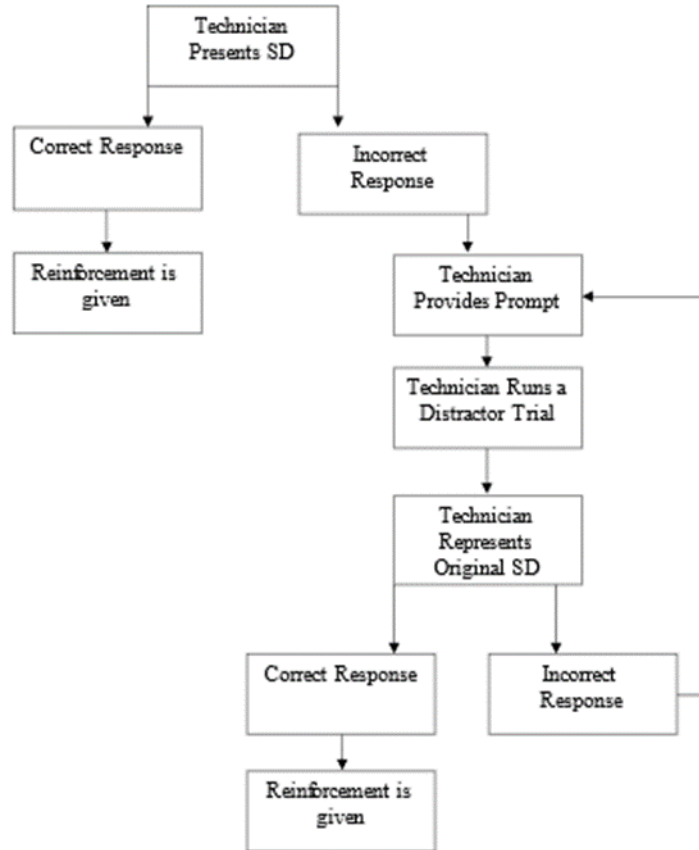 Technician
Presents SD
Correct Response
Incorrect
Response
Reinforcement is
given
Technician
Provides Prompt
Technician Runs a
Distractor Trial
Technician
Represents
Original SD
Correct Response
Incorrect
Response
Reinforcement is
given